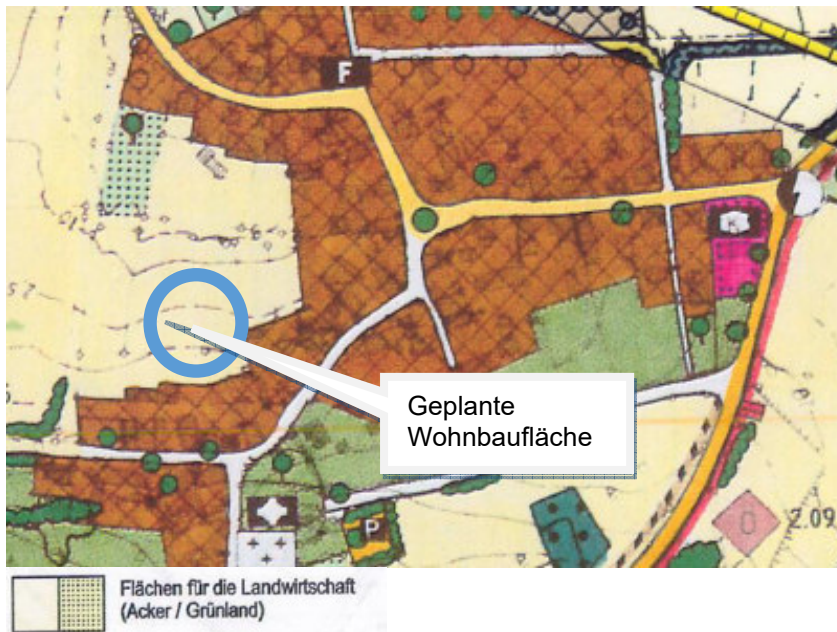 F
K
Geplante
Wohnbaufläche
P
2.09
Flächen für die Landwirtschaft
(Acker / Grünland)